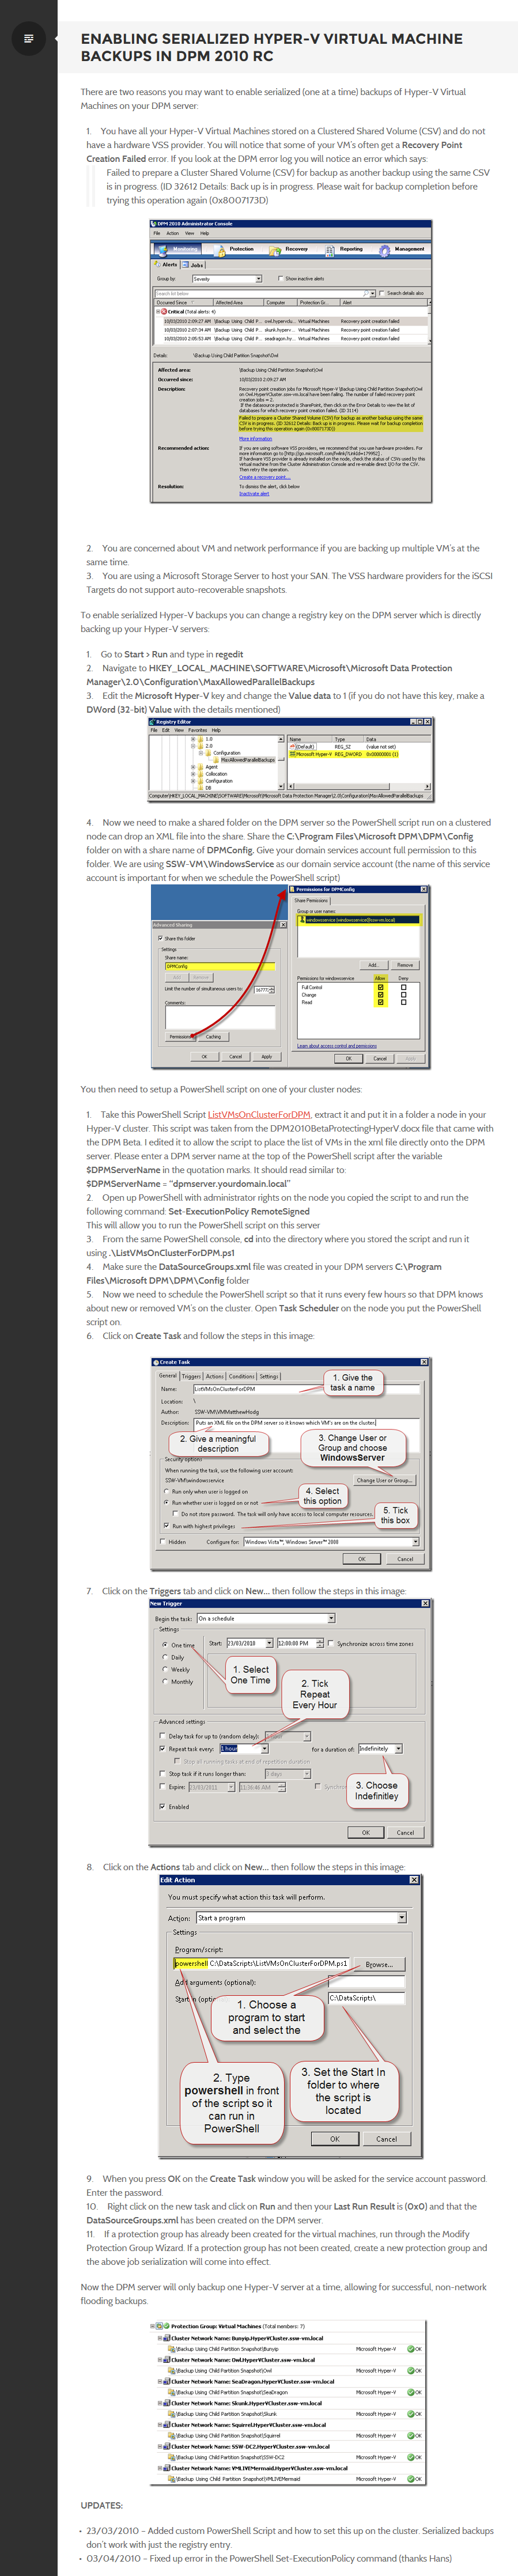 ENABLING SERIALIZED HYPER-V VIRTUAL MACHINE
BACKUPS IN DPM 2010 RC
There are two reasons you may want to enable serialized (one at a time) backups of Hyper-V Virtual
Machines on your DPM server:
1. You have all your Hyper-V Virtual Machines stored on a Clustered Shared Volume (CSV) and do not
have a hardware VSS provider. You will notice that some of your VM's often get a Recovery Point
Creation Failed error. If you look at the DPM error log you will notice an error which says:
Failed to prepare a Cluster Shared Volume (CSV) for backup as another backup using the same CSV
is in progress. (ID 32612 Details: Back up is in progress. Please wait for backup completion before
trying this operation again (0x8007173D)
DPM 2010 Administrator Console
File Action View Help
Monitoring Protection Recovery Reporting Management
Alerts Jobs
Group by: Severity Show inactive alerts
Search list below Search details also
Occurred Since Affected Area Computer Protection Gr... Alert
Critical (Total alerts: 4)
10/03/2010 2:09:27 AM \Backup Using Child P... owl.hypervclu... Virtual Machines Recovery point creation failed
10/03/2010 2:07:34 AM \Backup Using Child P... skunk.hyperv... Virtual Machines Recovery point creation failed
10/03/2010 2:05:53 AM \Backup Using Child P... seadragon.hy... Virtual Machines Recovery point creation failed
Details: \Backup Using Child Partition Snapshot\Owl
Affected area: \Backup Using Child Partition Snapshot\Owl
Occurred since: 10/03/2010 2:09:27 AM
Description: Recovery point creation jobs for Microsoft Hyper-V \Backup Using Child Partition Snapshot\Owl
on Owl.HyperVCluster.ssw-vm.local have been failing. The number of failed recovery point
creation jobs = 2.
If the datasource protected is SharePoint, then click on the Error Details to view the list of
databases for which recovery point creation failed. (ID 3114)
Failed to prepare a Cluster Shared Volume (CSV) for backup as another backup using the same
CSV is in progress. (ID 32612 Details: Back up is in progress. Please wait for backup completion
before trying this operation again (0x8007173D))
More information
Recommended action: If you are using software VSS providers, we recommend that you use hardware providers. For
more information go to
If hardware VSS provider is already installed on the node, check the status of CSVs used by this
virtual machine from the Cluster Administration Console and re-enable direct I/O for the CSV.
Then retry the operation.
Create a recovery point...
Resolution: To dismiss the alert, click below
Inactivate alert
2. You are concerned about VM and network performance if you are backing up multiple VM's at the
same time.
3. You are using a Microsoft Storage Server to host your SAN. The VSS hardware providers for the iSCSI
Targets do not support auto-recoverable snapshots.
To enable serialized Hyper-V backups you can change a registry key on the DPM server which is directly
backing up your Hyper-V servers:
1. Go to Start > Run and type in regedit
2. Navigate to HKEY_LOCAL_MACHINE\SOFTWARE\Microsoft\Microsoft Data Protection
Manager\2.0\Configuration\MaxAllowedParallelBackups
3. Edit the Microsoft Hyper-V key and change the Value data to 1 (if you do not have this key, make a
DWord (32-bit) Value with the details mentioned)
Registry Editor
File Edit View Favorites Help
1.0
2.0
Configuration
MaxAllowedParallelBackups
Agent
Collocation
Configuration
DB
Name Type Data
(Default) REG_SZ (value not set)
Microsoft Hyper-V REG_DWORD 0x00000001 (1)
Computer\HKEY_LOCAL_MACHINE\SOFTWARE\Microsoft\Microsoft Data Protection Manager\2.0\Configuration\MaxAllowedParallelBackups
4. Now we need to make a shared directory on the DPM server so the PowerShell script run on a clustered
node can drop an XML file into the share. Share the C:\Program Files\Microsoft DPM\DPM\Config
folder on with a share name of DPMConfig. Give your domain services account full permission to this
folder. We are using SSW-VM\WindowsService as our domain service account (the name of this service
account is important for when we schedule the PowerShell script)
Advanced Sharing
Share this folder
Settings
Share name:
DPMConfig
Add Remove
Limit the number of simultaneous users to: 16777
Comments:
Permissions Caching
OK Cancel Apply
Permissions for DPMConfig
Share Permissions
Group or user names:
windowsservice (windowsservice@ssw-vm.local)
Add... Remove
Permissions for windowsservice Allow Deny
Full Control
Change
Read
Learn about access control and permissions
OK Cancel Apply
You then need to setup a PowerShell script on one of your cluster nodes:
1. Take this PowerShell Script ListVMsOnClusterForDPM, extract it and put it in a folder a node in your
Hyper-V cluster. This script was taken from the DPM2010BetaProtectingHyperV.docx file that came with
the DPM Beta. I edited it to allow the script to place the list of VMs in the xml file directly onto the DPM
server. Please enter a DPM server name at the top of the PowerShell script after the variable
$DPMServerName in the quotation marks. It should read similar to:
$DPMServerName = "dpmserver.yourdomain.local"
2. Open up PowerShell with administrator rights on the node you copied the script to and run the
following command: Set-ExecutionPolicy RemoteSigned
This will allow you to run the PowerShell script on this server
3. From the same PowerShell console, cd into the directory where you stored the script and run it
using .\ListVMsOnClusterForDPM.ps1
4. Make sure the DataSourceGroups.xml file was created in your DPM servers C:\Program
Files\Microsoft DPM\DPM\Config folder
5. Now we need to schedule the PowerShell script so that it runs every few hours so that DPM knows
about new or removed VM's on the cluster. Open Task Scheduler on the node you put the PowerShell
script on.
6. Click on Create Task and follow the steps in this image:
Create Task
General Triggers Actions Conditions Settings
Name: ListVMsOnClusterForDPM
Location: \
Author: SSW-VM\VMMatthewHodg
Description: Puts an XML file on the DPM server so it knows which VM's are on the cluster.
1. Give the
task a name
2. Give a meaningful
description
3. Change User or
Group and choose
WindowsServer
Security options
When running the task, use the following user account:
SSW-VM\windowsservice Change User or Group...
Run only when user is logged on
Run whether user is logged on or not
4. Select
this option
Do not store password. The task will only have access to local computer resources.
Run with highest privileges
5. Tick
this box
Hidden Configure for: Windows Vista™, Windows Server™ 2008
OK Cancel
7. Click on the Triggers tab and click on New... then follow the steps in this image:
New Trigger
Begin the task: On a schedule
Settings
One time
Daily
Weekly
Monthly
Start: 23/03/2010 12:00:00 PM Synchronize across time zones
1. Select
One Time
2. Tick
Repeat
Every Hour
Advanced settings
Delay task for up to (random delay):
Repeat task every: 1 hour for a duration of: Indefinitely
Stop all running tasks at end of repetition duration
Stop task if it runs longer than: 3 days
Expire: 23/03/2011 11:36:46 AM Synchro
3. Choose
Indefinitley
Enabled
OK Cancel
8. Click on the Actions tab and click on New... then follow the steps in this image:
Edit Action
You must specify what action this task will perform.
Action: Start a program
Settings
Program/script:
powershell C:\DataScripts\ListVMsOnClusterForDPM.ps1 Browse...
Add arguments (optional):
Start in (optio C:\DataScripts\
1. Choose a
program to start
and select the
2. Type
powershell in front
of the script so it
can run in
PowerShell
3. Set the Start In
folder to where
the script is
located
OK Cancel
9. When you press OK on the Create Task window you will be asked for the service account password.
Enter the password.
10. Right click on the new task and click on Run and then your Last Run Result is (0x0) and that the
DataSourceGroups.xml has been created on the DPM server.
11. If a protection group has already been created for the virtual machines, run through the Modify
Protection Group Wizard. If a protection group has not been created, create a new protection group and
the above job serialization will come into effect.
Now the DPM server will only backup one Hyper-V server at a time, allowing for successful, non-network
flooding backups.
Protection Group: Virtual Machines (Total members: 7)
Cluster Network Name: Bunyip.HyperVCluster.ssw-vm.local
\Backup Using Child Partition Snapshot\Bunyip Microsoft Hyper-V OK
Cluster Network Name: Owl.HyperVCluster.ssw-vm.local
\Backup Using Child Partition Snapshot\Owl Microsoft Hyper-V OK
Cluster Network Name: SeaDragon.HyperVCluster.ssw-vm.local
\Backup Using Child Partition Snapshot\SeaDragon Microsoft Hyper-V OK
Cluster Network Name: Skunk.HyperVCluster.ssw-vm.local
\Backup Using Child Partition Snapshot\Skunk Microsoft Hyper-V OK
Cluster Network Name: Squirrel.HyperVCluster.ssw-vm.local
\Backup Using Child Partition Snapshot\Squirrel Microsoft Hyper-V OK
Cluster Network Name: SSW-DC2.HyperVCluster.ssw-vm.local
\Backup Using Child Partition Snapshot\SSW-DC2 Microsoft Hyper-V OK
Cluster Network Name: VMLIVEMermaid.HyperVCluster.ssw-vm.local
\Backup Using Child Partition Snapshot\VMLIVEMermaid Microsoft Hyper-V OK
UPDATES:
• 23/03/2010 – Added custom PowerShell Script and how to set this up on the cluster. Serialized backups
don't work with just the registry entry.
• 03/04/2010 – Fixed up error in the PowerShell Set-ExecutionPolicy command (thanks Hans)